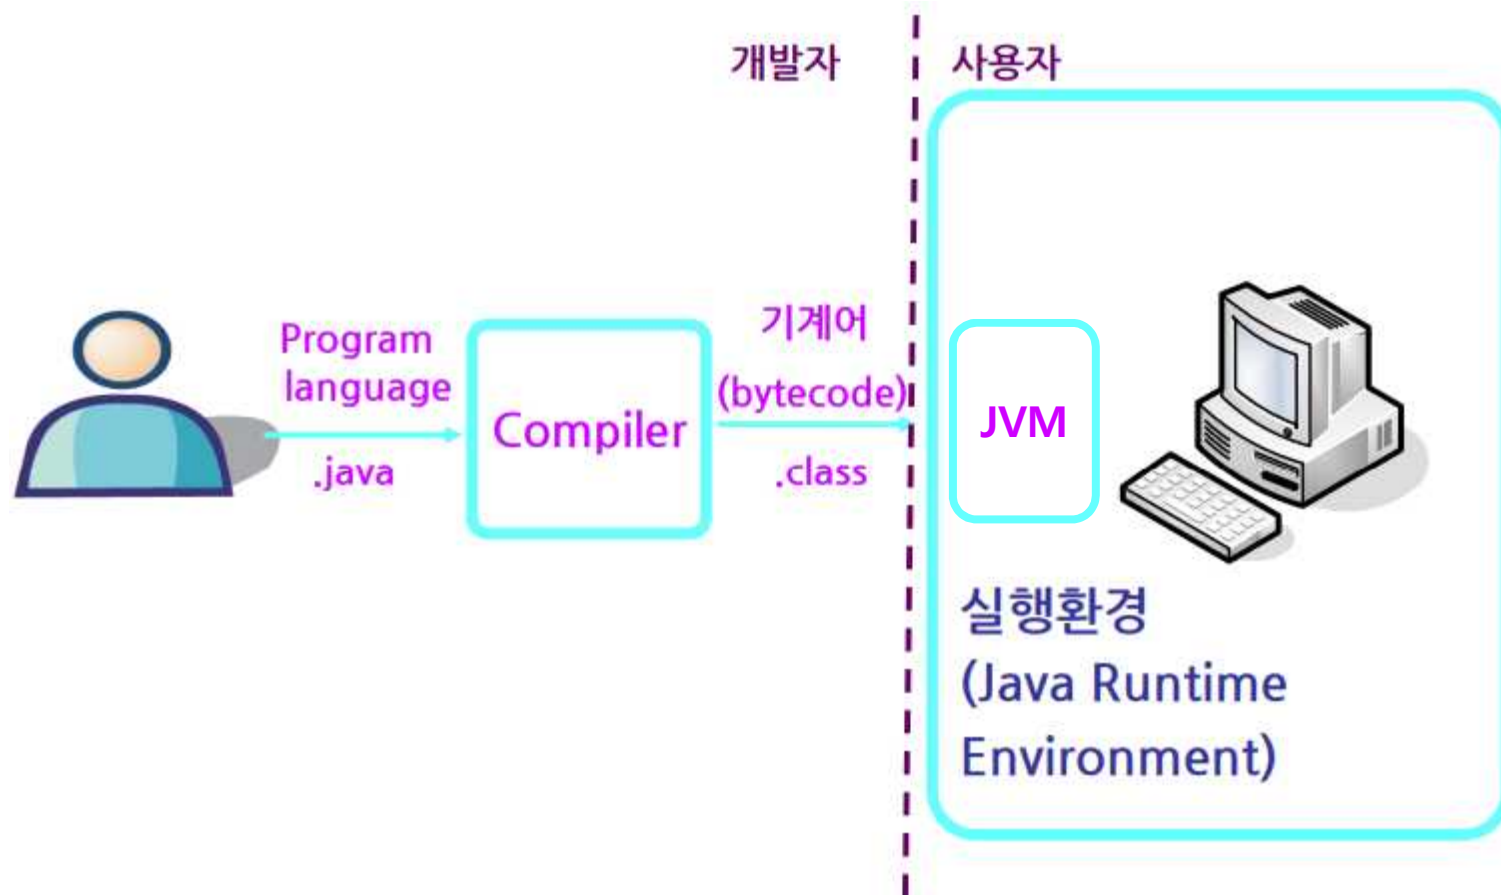 개발자
사용자
Program
language
.java
Compiler
기계어
(bytecode)
.class
JVM
실행환경
(Java Runtime
Environment)